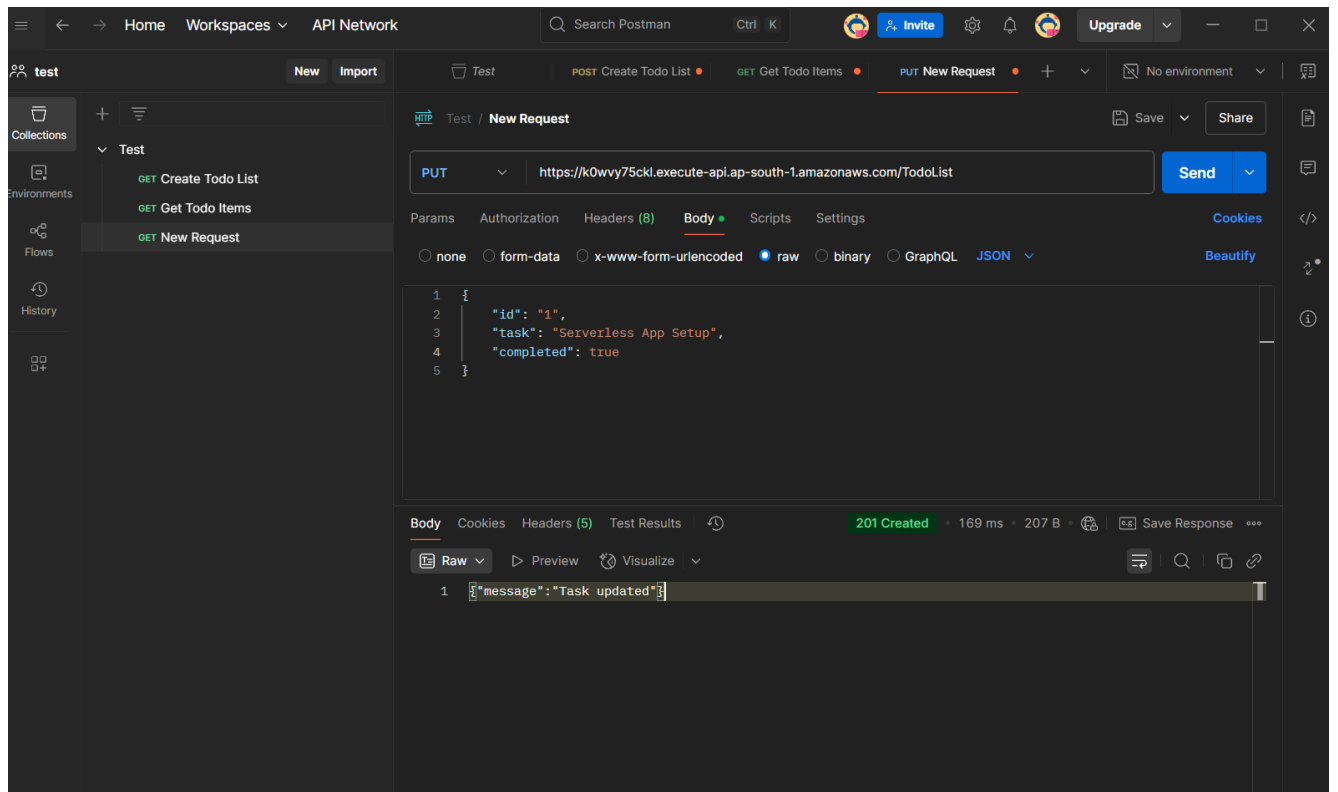 Home Workspaces API Network Search Postman Ctrl K Invite Upgrade
test New Import Test POST Create Todo List GET Get Todo Items PUT New Request No environment
Collections
Environments
Flows
History
Test
GET Create Todo List
GET Get Todo Items
GET New Request
HTTP Test / New Request Save Share
PUT https://k0wvy75ckl.execute-api.ap-south-1.amazonaws.com/TodoList Send
Params Authorization Headers (8) Body Scripts Settings Cookies
none form-data x-www-form-urlencoded raw binary GraphQL JSON Beautify
1 {
2 "id": "1",
3 "task": "Serverless App Setup",
4 "completed": true
5 }
Body Cookies Headers (5) Test Results 201 Created 169 ms 207 B e.g. Save Response
Raw Preview Visualize
1 {"message":"Task updated"}